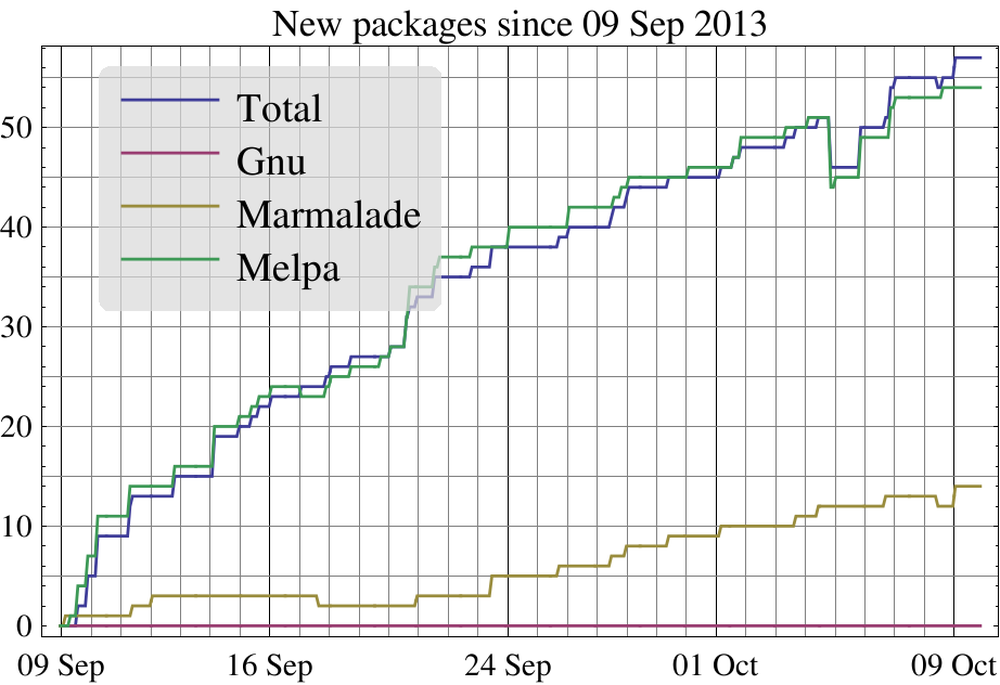 New packages since 09 Sep 2013
Total
Gnu
Marmalade
Melpa
50
40
30
20
10
0
09 Sep 16 Sep 24 Sep 01 Oct 09 Oct